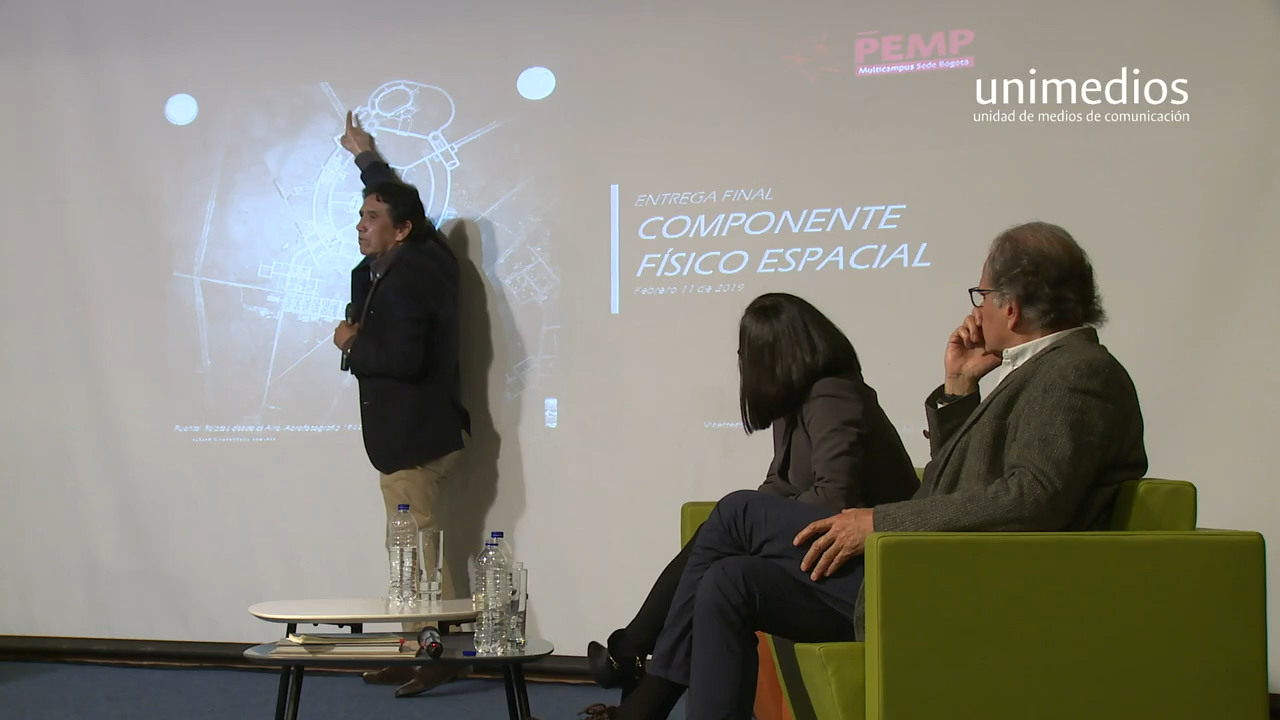 PEMP
Multicampus Sede Bogotá
unimedios
unidad de medios de comunicación
ENTREGA FINAL
COMPONENTE
FÍSICO ESPACIAL
Febrero 11 de 2019